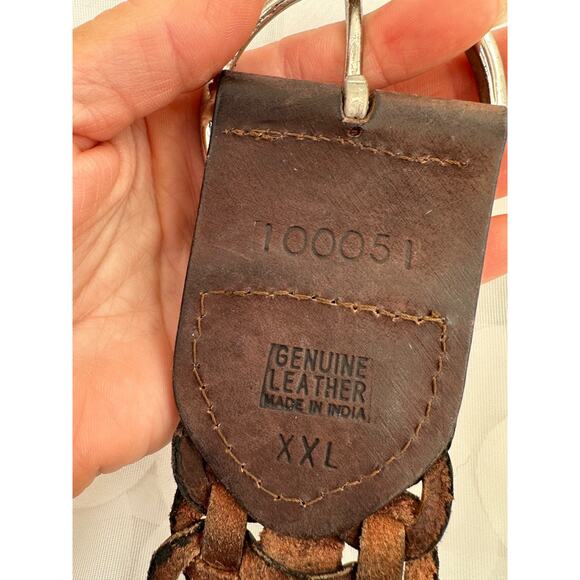 100051
GENUINE
LEATHER
MADE IN INDIA
XXL